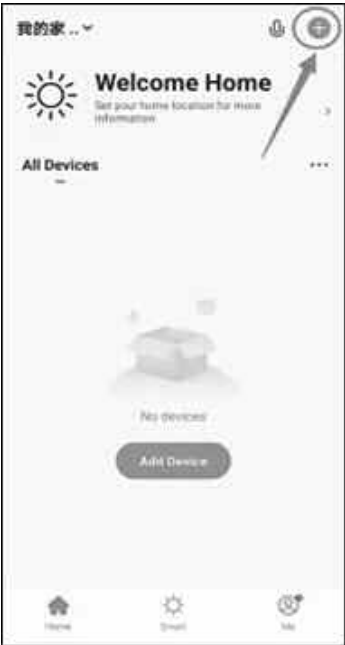 我的家 ..
Welcome Home
Set your home location for more
information
All Devices
No devices
Add Device
Home
Smart
Me